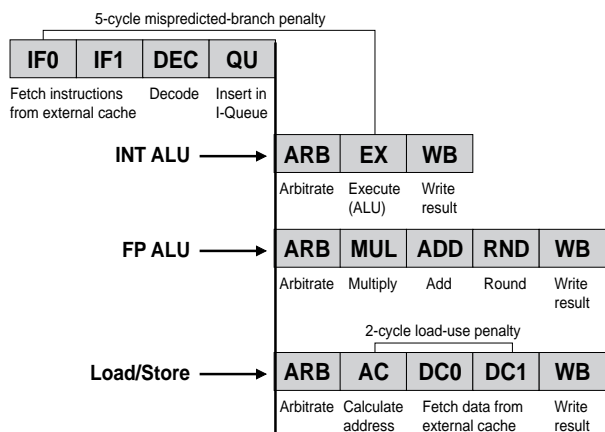 5-cycle mispredicted-branch penalty
IF0 IF1 DEC QU
Fetch instructions Decode Insert in
from external cache I-Queue
INT ALU ARB EX WB
Arbitrate Execute Write
(ALU) result
FP ALU ARB MUL ADD RND WB
Arbitrate Multiply Add Round Write
result
2-cycle load-use penalty
Load/Store ARB AC DC0 DC1 WB
Arbitrate Calculate Fetch data from Write
address external cache result